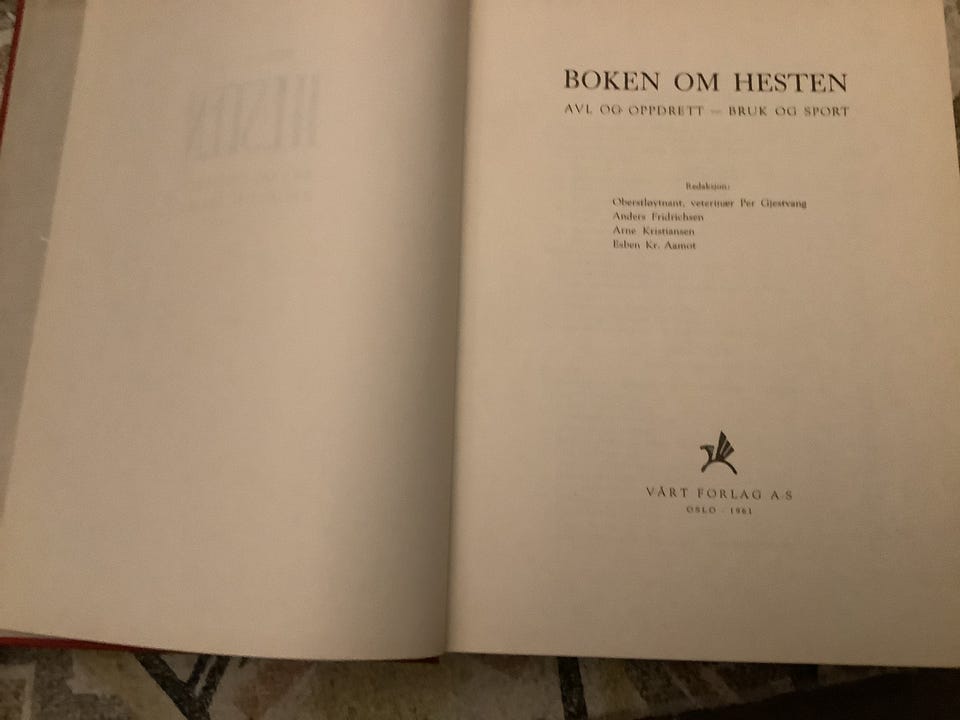 HESTEN
BOKEN OM HESTEN
AVL OG OPPDRETT — BRUK OG SPORT
Redaksjon:
Oberstløytnant, veterinær Per Gjestvang
Anders Fridrichsen
Arne Kristiansen
Esben Kr. Aamot
VÅRT FORLAG A·S
OSLO · 1961